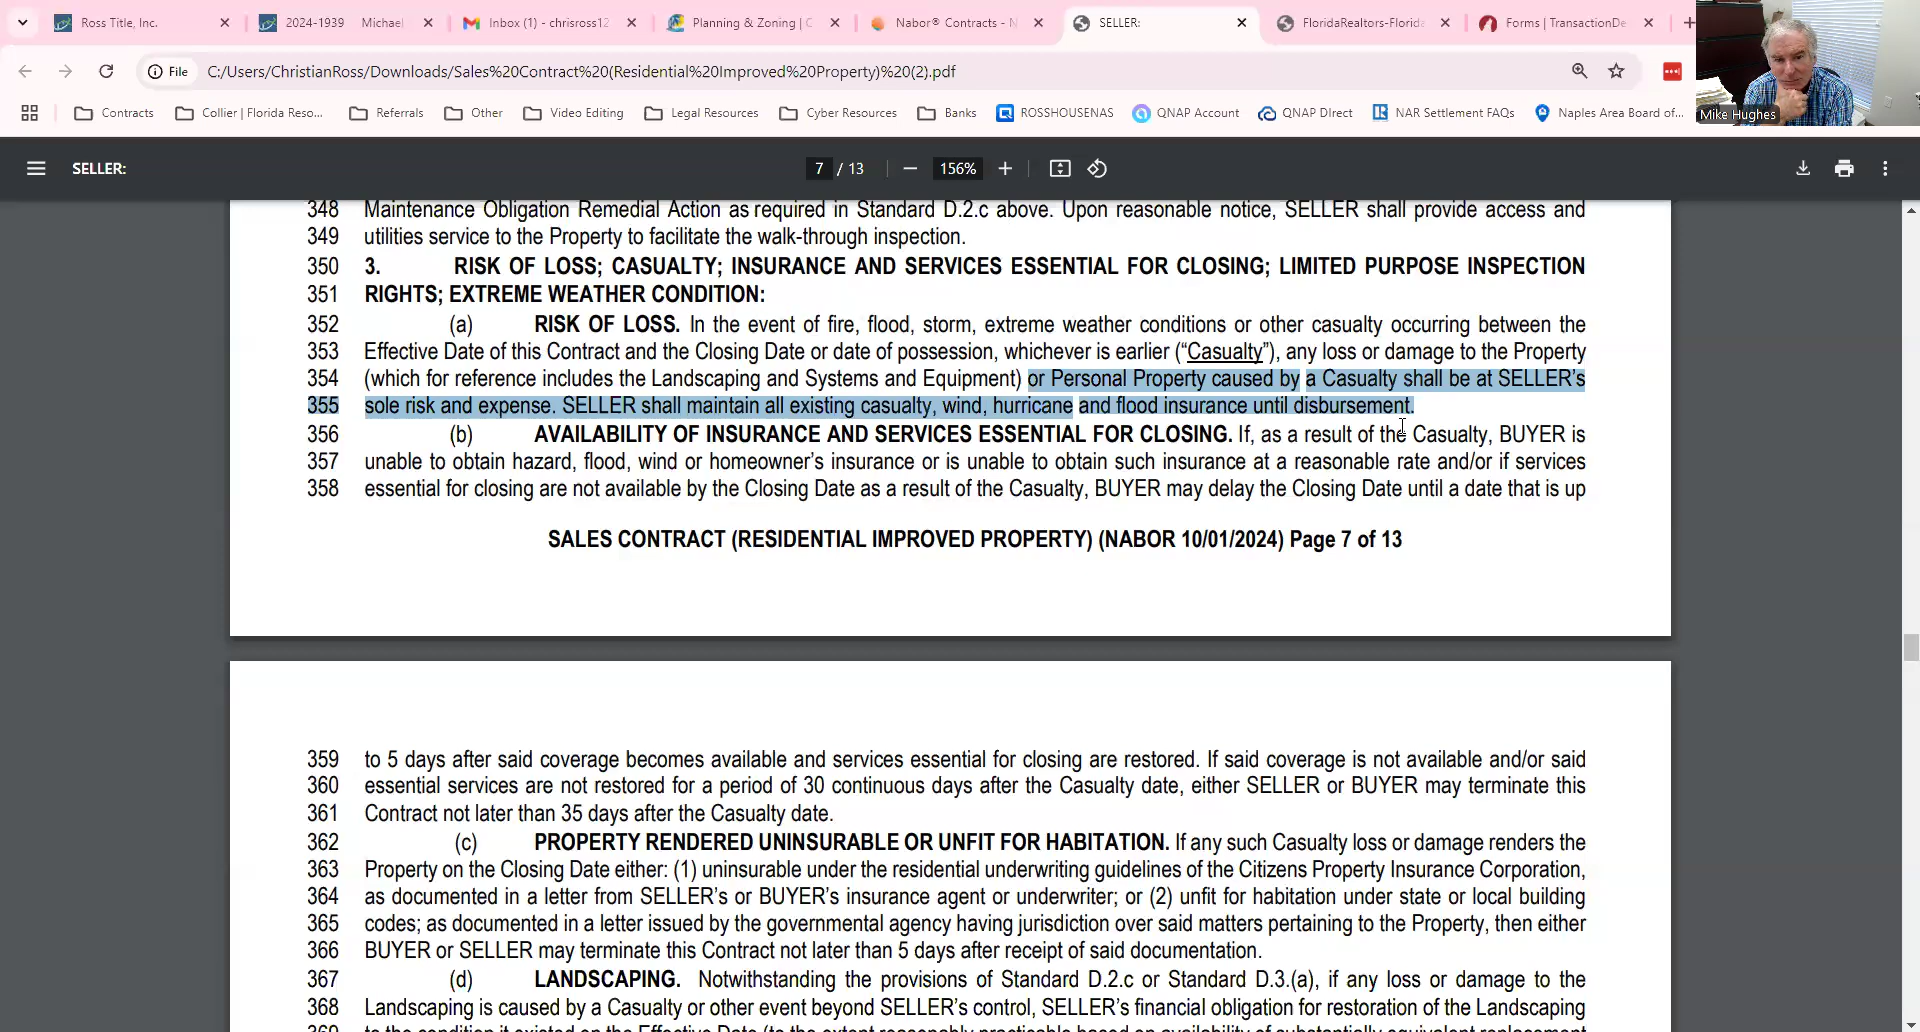 Ross Title, Inc.
2024-1939 Michael
Inbox (1) - chrisross12
Planning & Zoning | C
Nabor® Contracts - N
SELLER:
FloridaRealtors-Florida
Forms | TransactionDe
File C:/Users/ChristianRoss/Downloads/Sales%20Contract%20(Residential%20Improved%20Property)%20(2).pdf
Contracts
Collier | Florida Reso...
Referrals
Other
Video Editing
Legal Resources
Cyber Resources
Banks
ROSSHOUSENAS
QNAP Account
QNAP DIrect
NAR Settlement FAQs
Naples Area Board of...
Mike Hughes
SELLER:
7 / 13
156%
348 Maintenance Obligation Remedial Action as required in Standard D.2.c above. Upon reasonable notice, SELLER shall provide access and
349 utilities service to the Property to facilitate the walk-through inspection.
350 3. RISK OF LOSS; CASUALTY; INSURANCE AND SERVICES ESSENTIAL FOR CLOSING; LIMITED PURPOSE INSPECTION
351 RIGHTS; EXTREME WEATHER CONDITION:
352 (a) RISK OF LOSS. In the event of fire, flood, storm, extreme weather conditions or other casualty occurring between the
353 Effective Date of this Contract and the Closing Date or date of possession, whichever is earlier (“Casualty”), any loss or damage to the Property
354 (which for reference includes the Landscaping and Systems and Equipment) or Personal Property caused by a Casualty shall be at SELLER’s
355 sole risk and expense. SELLER shall maintain all existing casualty, wind, hurricane and flood insurance until disbursement.
356 (b) AVAILABILITY OF INSURANCE AND SERVICES ESSENTIAL FOR CLOSING. If, as a result of the Casualty, BUYER is
357 unable to obtain hazard, flood, wind or homeowner’s insurance or is unable to obtain such insurance at a reasonable rate and/or if services
358 essential for closing are not available by the Closing Date as a result of the Casualty, BUYER may delay the Closing Date until a date that is up
SALES CONTRACT (RESIDENTIAL IMPROVED PROPERTY) (NABOR 10/01/2024) Page 7 of 13
359 to 5 days after said coverage becomes available and services essential for closing are restored. If said coverage is not available and/or said
360 essential services are not restored for a period of 30 continuous days after the Casualty date, either SELLER or BUYER may terminate this
361 Contract not later than 35 days after the Casualty date.
362 (c) PROPERTY RENDERED UNINSURABLE OR UNFIT FOR HABITATION. If any such Casualty loss or damage renders the
363 Property on the Closing Date either: (1) uninsurable under the residential underwriting guidelines of the Citizens Property Insurance Corporation,
364 as documented in a letter from SELLER’s or BUYER’s insurance agent or underwriter; or (2) unfit for habitation under state or local building
365 codes; as documented in a letter issued by the governmental agency having jurisdiction over said matters pertaining to the Property, then either
366 BUYER or SELLER may terminate this Contract not later than 5 days after receipt of said documentation.
367 (d) LANDSCAPING. Notwithstanding the provisions of Standard D.2.c or Standard D.3.(a), if any loss or damage to the
368 Landscaping is caused by a Casualty or other event beyond SELLER’s control, SELLER’s financial obligation for restoration of the Landscaping
369 to the condition it existed on the Effective Date (to the extent reasonably practicable based on availability of substantially equivalent replacement